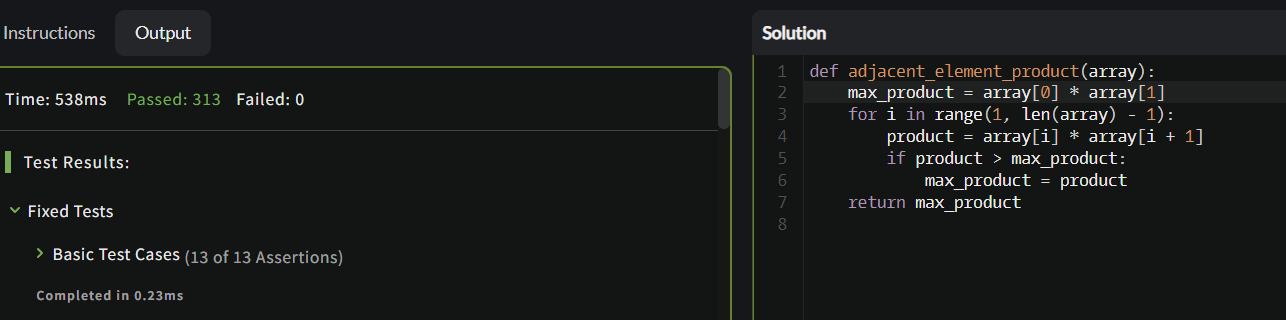 Instructions
Output
Time: 538ms Passed: 313 Failed: 0
Test Results:
Fixed Tests
Basic Test Cases (13 of 13 Assertions)
Completed in 0.23ms
Solution
1 def adjacent_element_product(array):
2     max_product = array[0] * array[1]
3     for i in range(1, len(array) - 1):
4         product = array[i] * array[i + 1]
5         if product > max_product:
6             max_product = product
7     return max_product
8